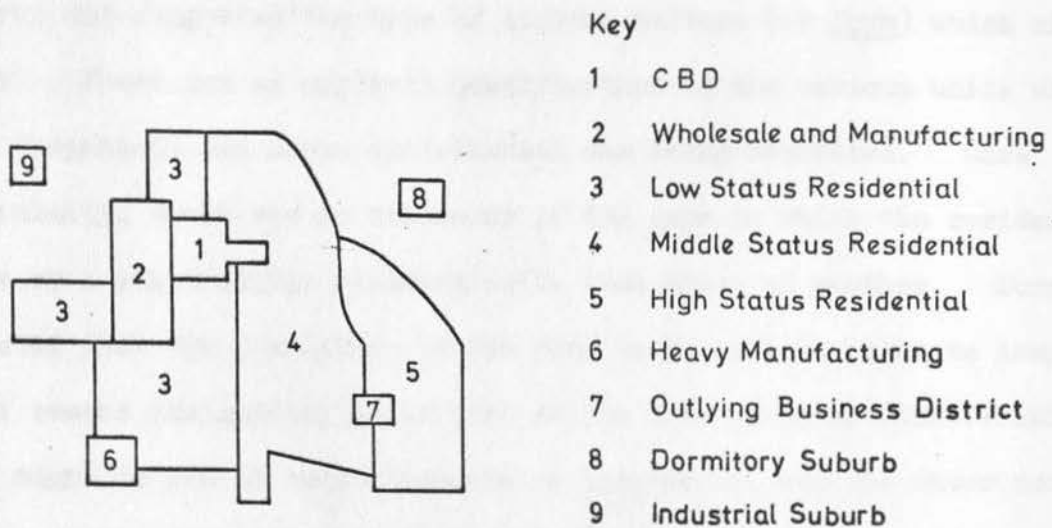 Key
1 CBD
2 Wholesale and Manufacturing
3 Low Status Residential
4 Middle Status Residential
5 High Status Residential
6 Heavy Manufacturing
7 Outlying Business District
8 Dormitory Suburb
9 Industrial Suburb
9
3
8
1
2
3
4
3
5
7
6